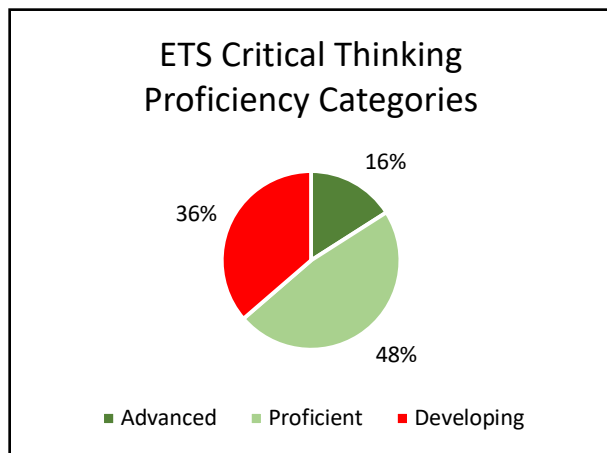 ETS Critical Thinking
Proficiency Categories
16%
36%
48%
Advanced Proficient Developing